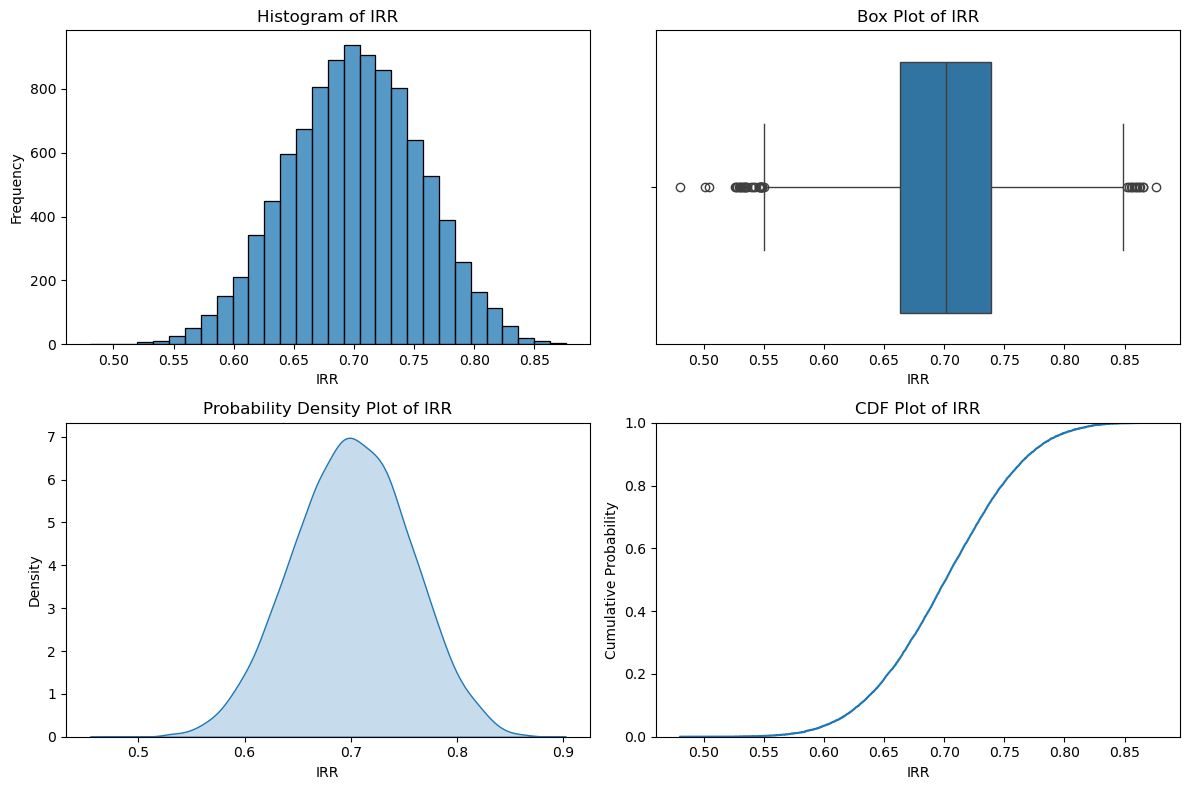 Histogram of IRR
Frequency
800
600
400
200
0
0.50 0.55 0.60 0.65 0.70 0.75 0.80 0.85
IRR
Box Plot of IRR
0.50 0.55 0.60 0.65 0.70 0.75 0.80 0.85
IRR
Probability Density Plot of IRR
Density
7
6
5
4
3
2
1
0
0.5 0.6 0.7 0.8 0.9
IRR
CDF Plot of IRR
Cumulative Probability
1.0
0.8
0.6
0.4
0.2
0.0
0.50 0.55 0.60 0.65 0.70 0.75 0.80 0.85
IRR